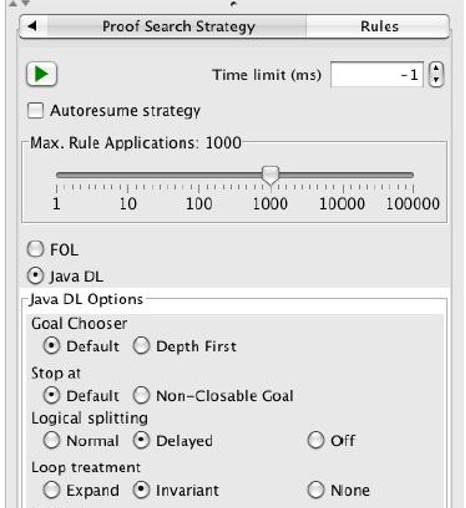 Proof Search Strategy Rules
Time limit (ms) -1
Autoresume strategy
Max. Rule Applications: 1000
1 10 100 1000 10000 100000
FOL
Java DL
Java DL Options
Goal Chooser
Default Depth First
Stop at
Default Non-Closable Goal
Logical splitting
Normal Delayed Off
Loop treatment
Expand Invariant None